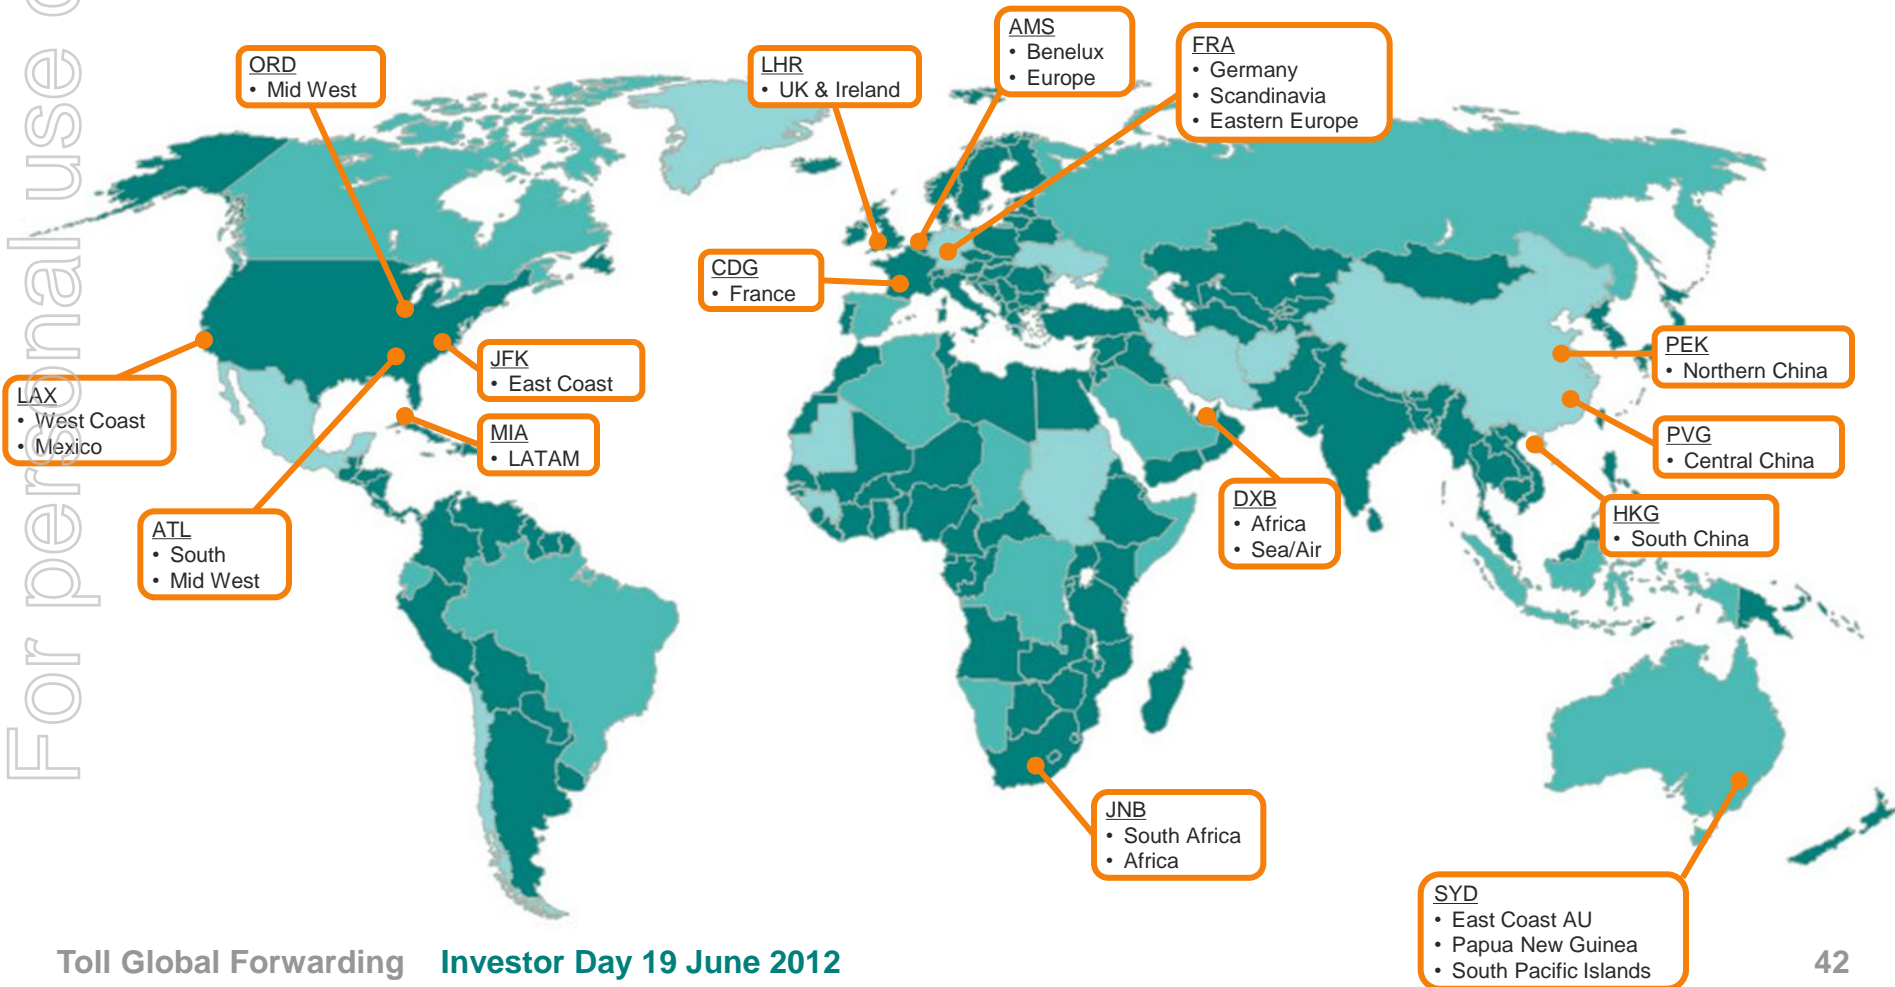 For personal use o
AMS
• Benelux
• Europe
FRA
• Germany
• Scandinavia
• Eastern Europe
ORD
• Mid West
LHR
• UK & Ireland
CDG
• France
LAX
• West Coast
• Mexico
JFK
• East Coast
MIA
• LATAM
ATL
• South
• Mid West
PEK
• Northern China
PVG
• Central China
HKG
• South China
DXB
• Africa
• Sea/Air
JNB
• South Africa
• Africa
SYD
• East Coast AU
• Papua New Guinea
• South Pacific Islands
Toll Global Forwarding Investor Day 19 June 2012 42